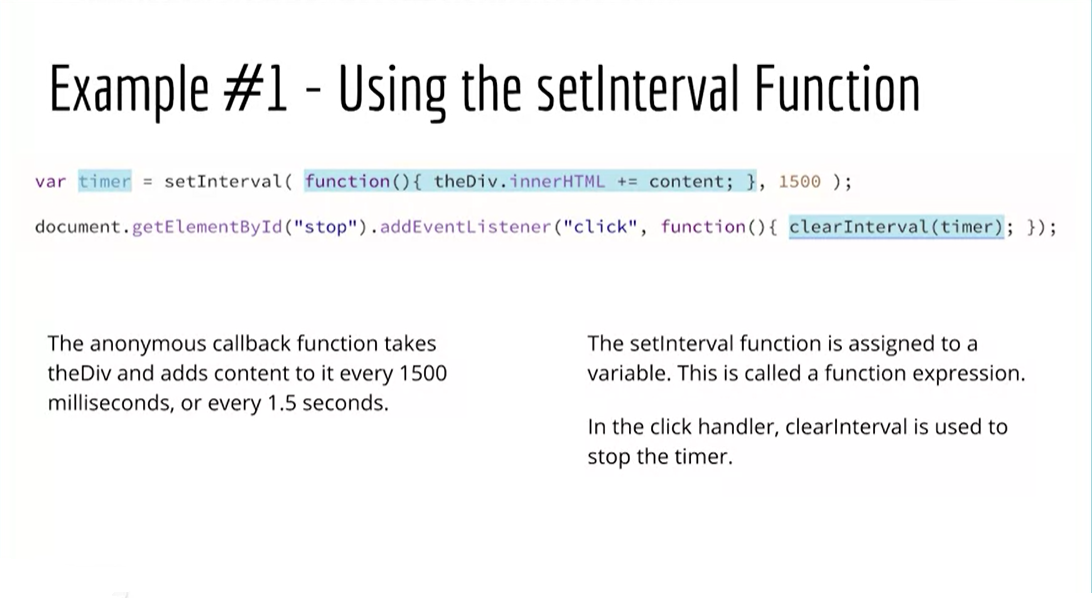 Example #1 - Using the setInterval Function
var timer = setInterval( function(){ theDiv.innerHTML += content; }, 1500 );
document.getElementById("stop").addEventListener("click", function(){ clearInterval(timer); });
The anonymous callback function takes
theDiv and adds content to it every 1500
milliseconds, or every 1.5 seconds.
The setInterval function is assigned to a
variable. This is called a function expression.
In the click handler, clearInterval is used to
stop the timer.